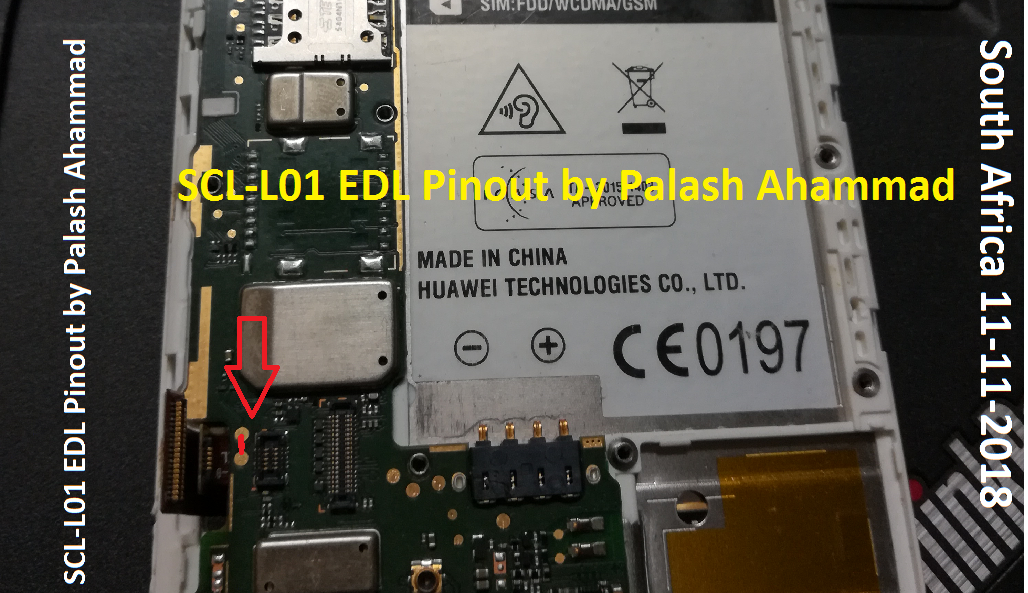 SIM:FDD/WCDMA/GSM
SCL-L01 EDL Pinout by Palash Ahammad
APPROVED
MADE IN CHINA
HUAWEI TECHNOLOGIES CO., LTD.
CE0197
SCL-L01 EDL Pinout by Palash Ahammad
South Africa 11-11-2018